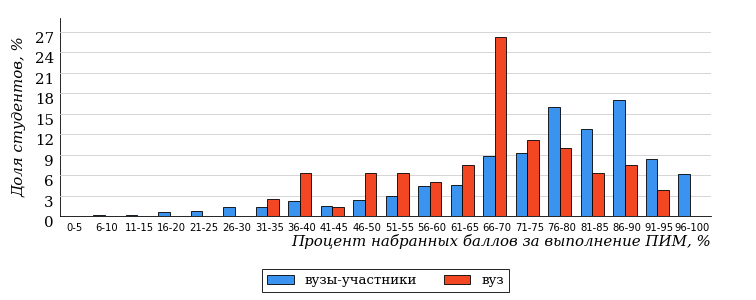 Доля студентов, %
27
24
21
18
15
12
9
6
3
0
0-5 6-10 11-15 16-20 21-25 26-30 31-35 36-40 41-45 46-50 51-55 56-60 61-65 66-70 71-75 76-80 81-85 86-90 91-95 96-100
Процент набранных баллов за выполнение ПИМ, %
вузы-участники вуз